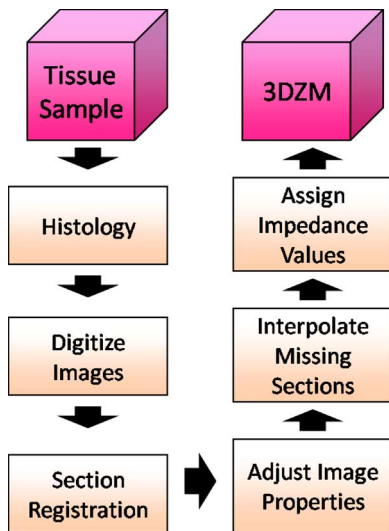 Tissue
Sample
Histology
Digitize
Images
Section
Registration
Adjust Image
Properties
Interpolate
Missing
Sections
Assign
Impedance
Values
3DZM